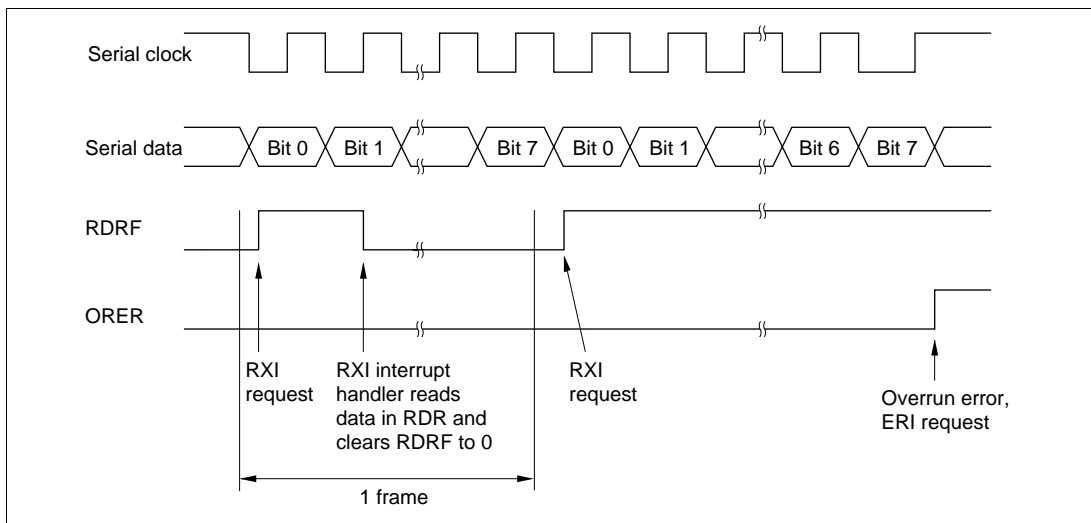 Serial clock
Serial data
Bit 0
Bit 1
Bit 7
Bit 0
Bit 1
Bit 6
Bit 7
RDRF
ORER
RXI
request
RXI interrupt
handler reads
data in RDR and
clears RDRF to 0
RXI
request
Overrun error,
ERI request
1 frame